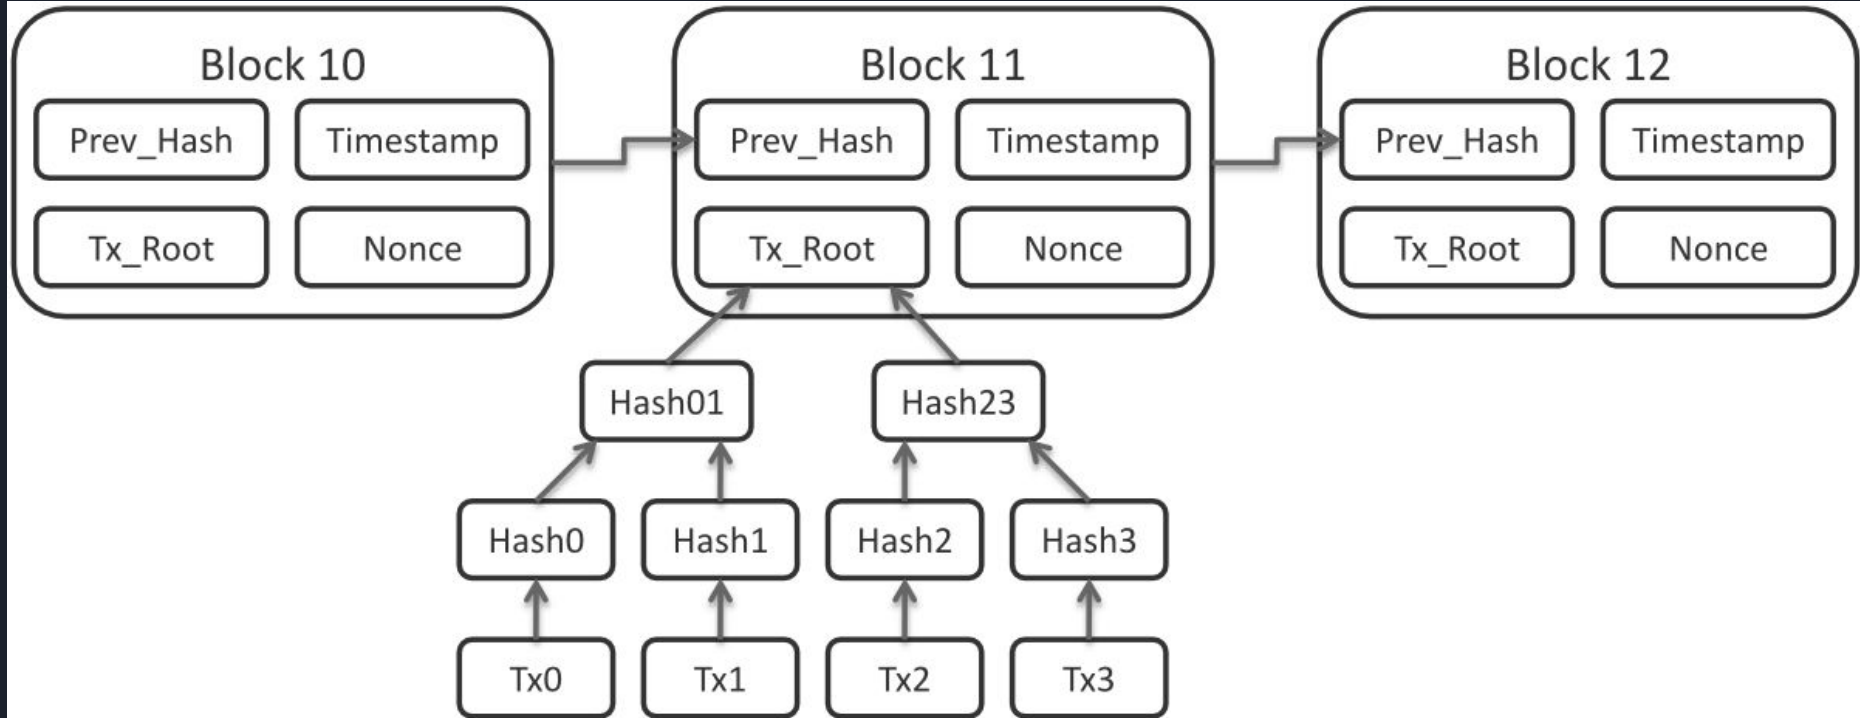 Block 10
Prev_Hash
Timestamp
Tx_Root
Nonce
Block 11
Prev_Hash
Timestamp
Tx_Root
Nonce
Block 12
Prev_Hash
Timestamp
Tx_Root
Nonce
Hash01
Hash23
Hash0
Hash1
Hash2
Hash3
Tx0
Tx1
Tx2
Tx3